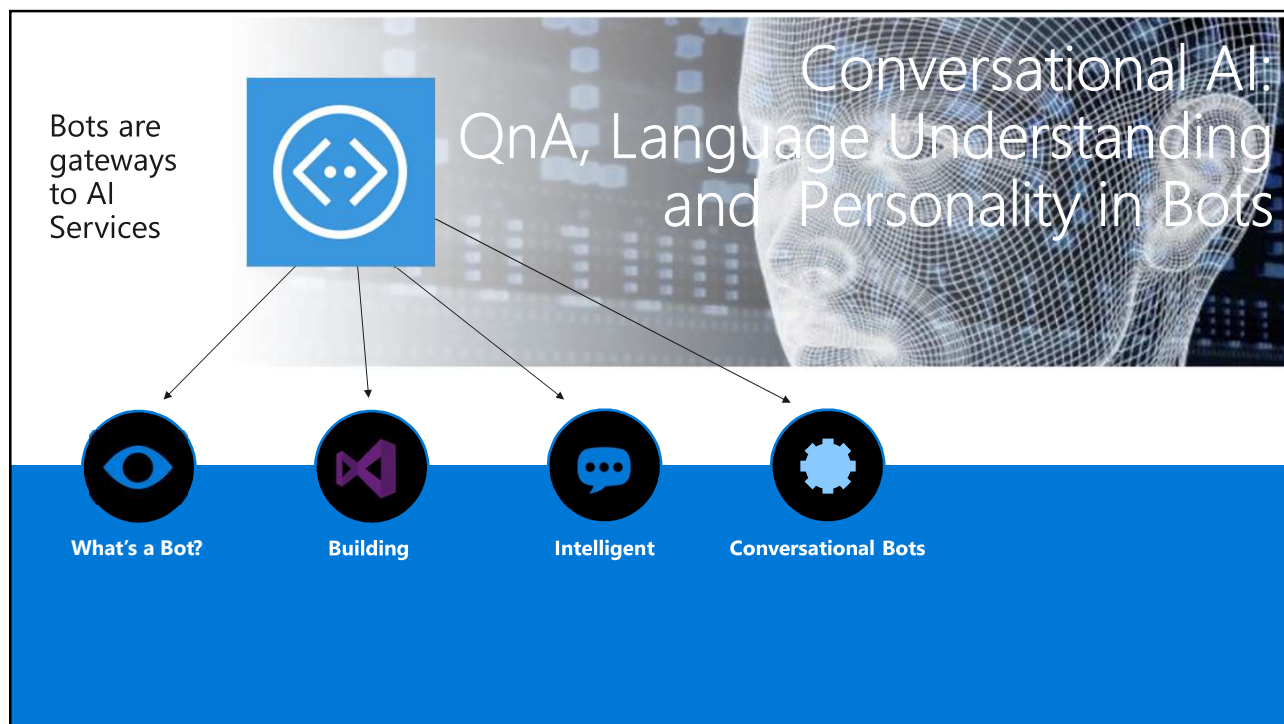 Conversational AI:
QnA, Language Understanding
and Personality in Bots
Bots are
gateways
to AI
Services
What's a Bot?
Building
Intelligent
Conversational Bots